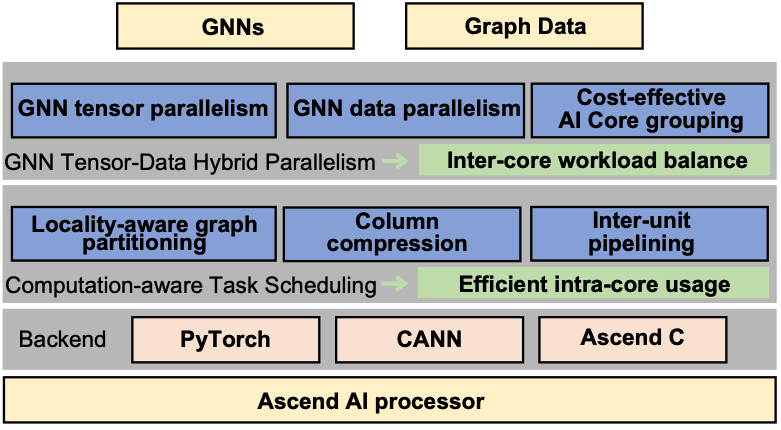 GNNs
Graph Data
GNN tensor parallelism
GNN data parallelism
Cost-effective
AI Core grouping
GNN Tensor-Data Hybrid Parallelism
Inter-core workload balance
Locality-aware graph
partitioning
Column
compression
Inter-unit
pipelining
Computation-aware Task Scheduling
Efficient intra-core usage
Backend
PyTorch
CANN
Ascend C
Ascend AI processor